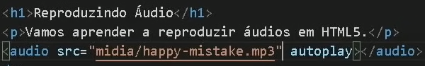 <h1>Reproduzindo Áudio</h1>
<p>Vamos aprender a reproduzir áudios em HTML5.</p>
<audio src="midia/happy-mistake.mp3" autoplay></audio>